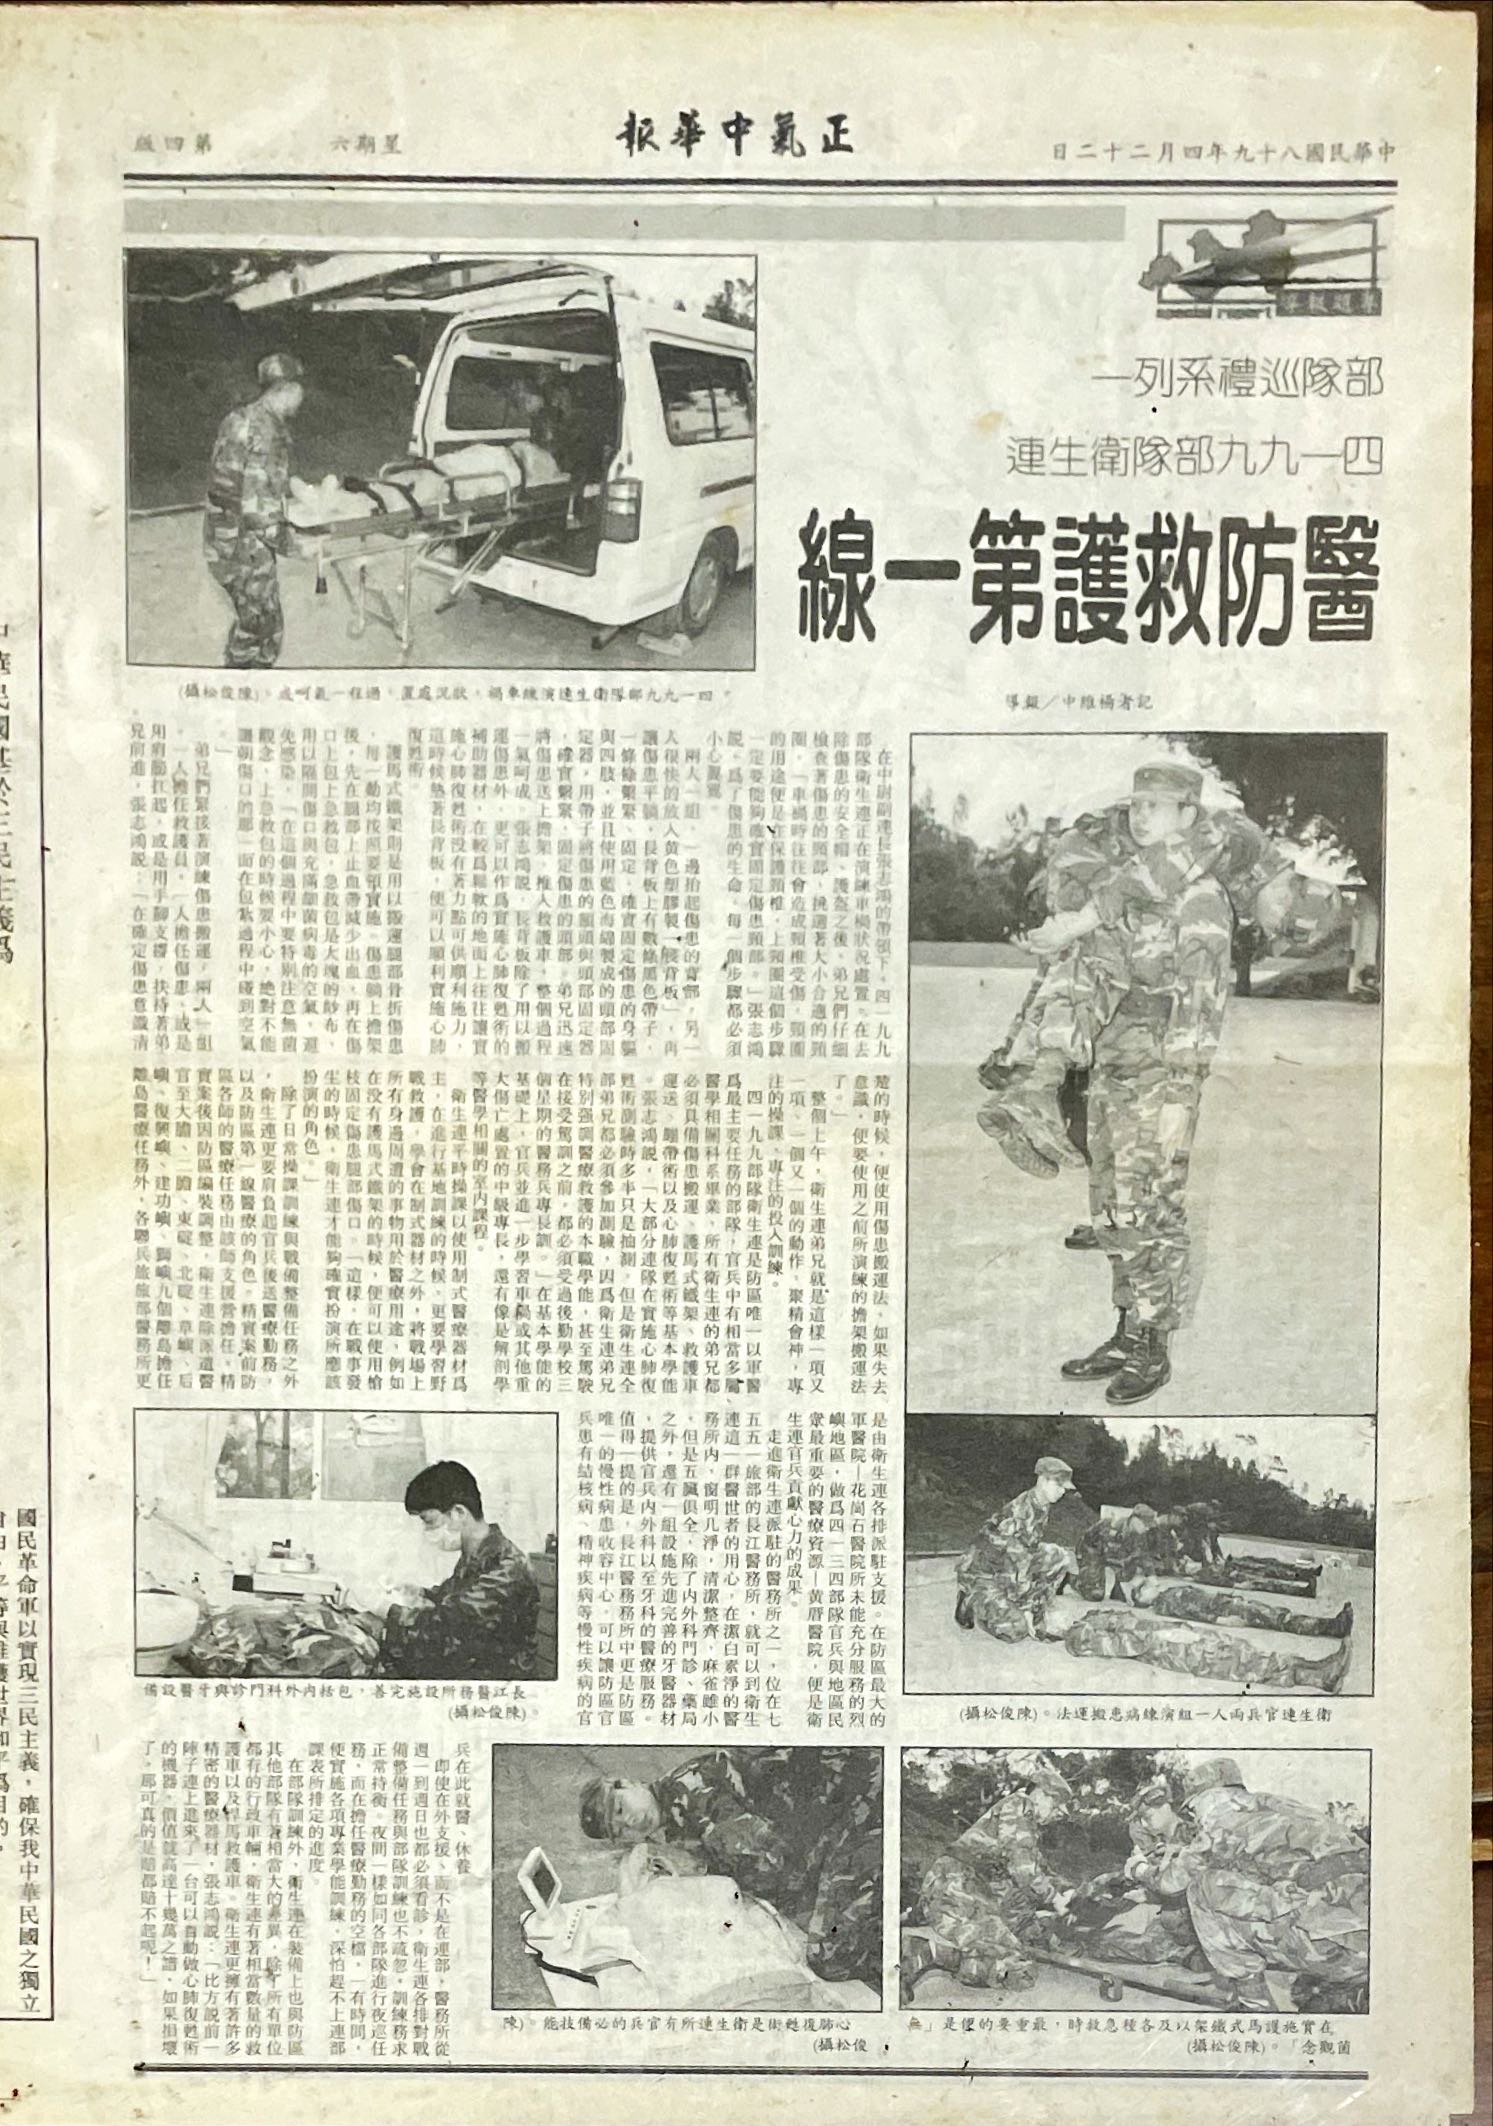 中華民國八十九年四月二十二日
正氣中華報
星期六
第四版
專題報導
部隊巡禮系列一
四一九九部隊衛生連
醫防救護第一線
記者楊維中／報導
四一九九部隊衛生連演練車禍,狀況處置,過程一氣呵成。(陳俊松攝)
在中尉副連長張志鴻的帶領下,四一九九
部隊衛生連正在演練車禍狀況處置。在去
除傷患的安全帽、護盔之後,弟兄們仔細
檢查著傷患的頸部,挑選著大小合適的頸
圈,「車禍時往往會造成頸椎受傷,頸圈
的用途便是在保護頸椎,上頸圈這個步驟
一定要能夠確實固定傷患頸部。」張志鴻
說。為了傷患的生命,每一個步驟都必須
小心翼翼。
兩人一組,一邊抬起傷患的背部,另一
人很快的放入黃色塑膠製「長背板」,再
讓傷患平躺,長背板上有數條黑色帶子,
一條條繫緊、固定,確實固定傷患的身軀
與四肢,並且使用藍色海綿製成的頭部固
定器,用帶子將傷患的額頭與頭部固定器
,確實繫緊,固定傷患的頭部。弟兄迅速
將傷患送上擔架,推入救護車,整個過程
一氣呵成。張志鴻說,長背板除了用以搬
運傷患外,更可以作為實施心肺復甦術的
補助器材,在較為鬆軟的地面上往往讓實
施心肺復甦術沒有著力點可供順利施力,
這時候墊著長背板,便可以順利實施心肺
復甦術。
護馬式鐵架則是用以搬運腿部骨折傷患
,每一動均按照要領實施。傷患躺上擔架
後,先在腿部上止血帶減少出血,再在傷
口上包上急救包,急救包是大塊的紗布,
用以隔開傷口與充滿細菌病毒的空氣,避
免感染,「在這個過程中要特別注意無菌
觀念,上急救包的時候要小心,絕對不能
讓朝傷口的那一面在包紮過程中碰到空氣
。」
弟兄們緊接著演練傷患搬運,兩人一組
,一人擔任救護員,一人擔任傷患,或是
用肩膀扛起,或是用手腳支撐,扶持著弟
兄前進,張志鴻說:「在確定傷患意識清
楚的時候,便使用傷患搬運法,如果失去
意識,便要使用之前所演練的擔架搬運法
了。」
整個上午,衛生連弟兄就是這樣一項又
一項、一個又一個的動作,聚精會神,專
注的操課,專注的投入訓練。
四一九九部隊衛生連是防區唯一以軍醫
為最主要任務的部隊,官兵中有相當多屬
醫學相關科系畢業,所有衛生連的弟兄都
必須具備傷患搬運、護馬式鐵架、救護車
運送、繃帶術以及心肺復甦術等基本學能
。張志鴻說,「大部分連隊在實施心肺復
甦術測驗時多半只是抽測,但是衛生連全
部弟兄都必須參加測驗,因為衛生連弟兄
特別強調醫療救護的本職學能,甚至駕駛
在接受駕訓之前,都必須受過後勤學校三
個星期的醫務兵專長訓。」在基本學能的
基礎上,官兵並進一步學習車禍或其他重
大傷亡處置的中級專長,還有像是解剖學
等醫學相關的室內課程。
衛生連平時操課以使用制式醫療器材為
主,在進行基地訓練的時候,更要學習野
戰救護,學會在制式器材之外,將戰場上
所有身邊周遭的事物用於醫療用途,例如
在沒有護馬式鐵架的時候,便可以使用槍
枝固定傷患腿部傷口。「這樣,在戰事發
生的時候,衛生連才能夠確實扮演所應該
扮演的角色。」
除了日常操課訓練與戰備整備任務之外
,衛生連更要肩負起官兵後送醫療勤務,
以及防區第一線醫療的角色。精實案前防
區各師的醫療任務由該師支援營擔任,精
實案後因防區編裝調整,衛生連除派遣醫
官至大膽、二膽、東碇、北碇、草嶼、后
嶼、復興嶼、建功嶼、獅嶼九個離島擔任
離島醫療任務外,各聯兵旅旅部醫務所更
是由衛生連各排派駐支援。在防區最大的
軍醫院—花崗石醫院所未能充分服務的烈
嶼地區,做為四一三四部隊官兵與地區民
眾最重要的醫療資源—黃厝醫院,便是衛
生連官兵貢獻心力的成果。
走進衛生連派駐的醫務所之一,位在七
五五一旅部的長江醫務所,就可以到衛生
連這一群醫世者的用心,在潔白素淨的醫
務所內,窗明几淨,清潔整齊,麻雀雖小
,但是五臟俱全,除了內外科門診、藥局
之外,還有一組設施先進完善的牙醫器材
,提供官兵內外科以至牙科的醫療服務。
值得一提的是,長江醫務所中更是防區
唯一的慢性病患收容中心,可以讓防區官
兵患有結核病、精神疾病等慢性疾病的官
兵在此就醫、休養。
即使在外支援、而不是在連部,醫務所從
週一到週日也都必須看診,衛生連各排對戰
備整備任務與部隊訓練也不疏忽,訓練務求
正常持衡。夜間一樣如同各部隊進行夜巡任
務,而在擔任醫療勤務的空檔,一有時間,
便實施各項專業學能訓練,深怕趕不上連部
課表所排定的進度。
在部隊訓練外,衛生連在裝備上也與防區
其他部隊有著相當大的差異,除了所有單位
都有的行政車輛,衛生連有著相當數量的救
護車以及悍馬救護車。衛生連更擁有著許多
精密的醫療器材,張志鴻說:「比方說前一
陣子連上進來了一台可以自動做心肺復甦術
的機器,價值就高達十幾萬之譜,如果損壞
了,那可真的是賠都賠不起呢!」
衛生連官兵兩人一組演練病患搬運法。(陳俊松攝)
長江醫務所設施完善,包括內外科門診與牙醫設備
。(陳俊松攝)
在實施護馬式鐵架以及各種急救時,最重要的便是「無
菌觀念」。(陳俊松攝)
心肺復甦術是衛生連所有官兵的必備技能。(陳
俊松攝)
國民革命軍以實現三民主義,確保我中華民國之獨立